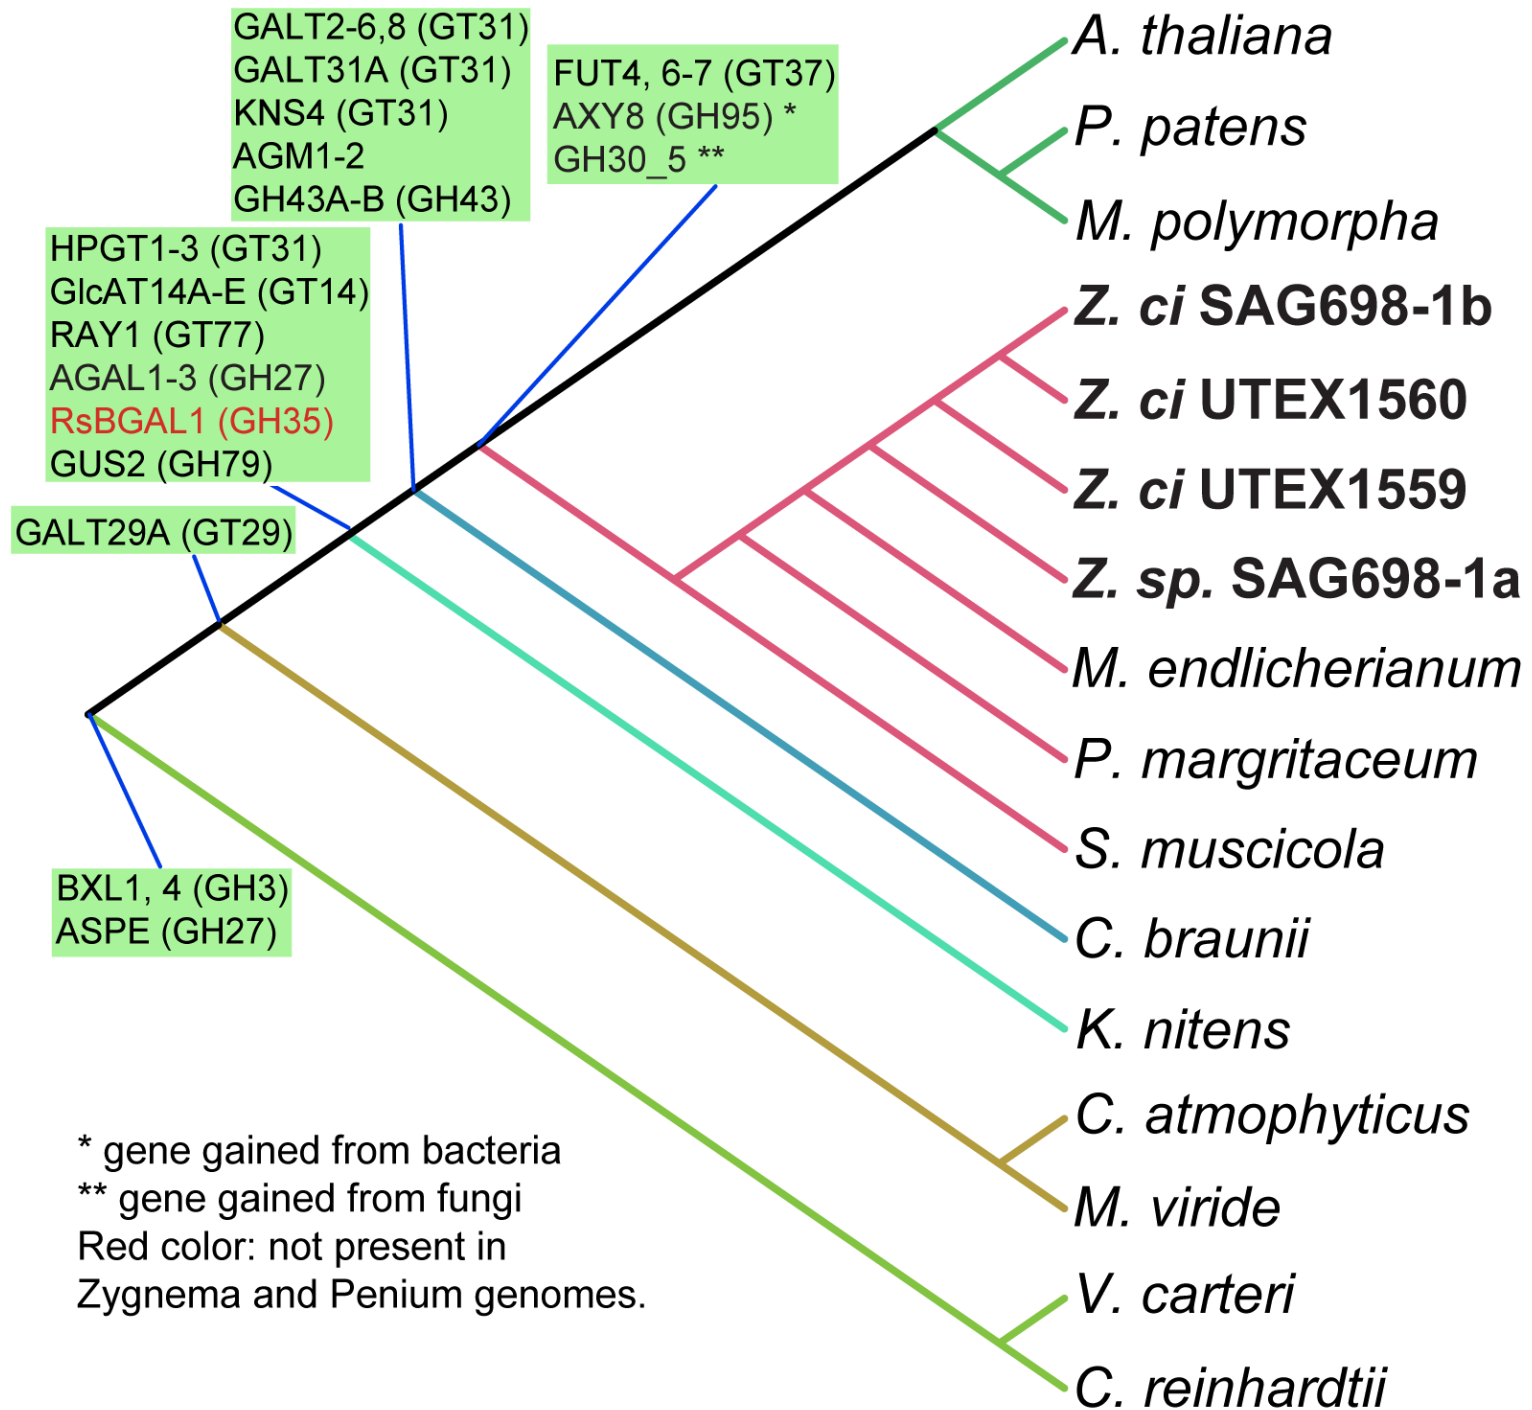 GALT2-6,8 (GT31)
GALT31A (GT31)
KNS4 (GT31)
AGM1-2
GH43A-B (GH43)
FUT4, 6-7 (GT37)
AXY8 (GH95) *
GH30_5 **
HPGT1-3 (GT31)
GlcAT14A-E (GT14)
RAY1 (GT77)
AGAL1-3 (GH27)
RsBGAL1 (GH35)
GUS2 (GH79)
GALT29A (GT29)
BXL1, 4 (GH3)
ASPE (GH27)
A. thaliana
P. patens
M. polymorpha
Z. ci SAG698-1b
Z. ci UTEX1560
Z. ci UTEX1559
Z. sp. SAG698-1a
M. endlicherianum
P. margritaceum
S. muscicola
C. braunii
K. nitens
C. atmophyticus
M. viride
V. carteri
C. reinhardtii
* gene gained from bacteria
** gene gained from fungi
Red color: not present in
Zygnema and Penium genomes.